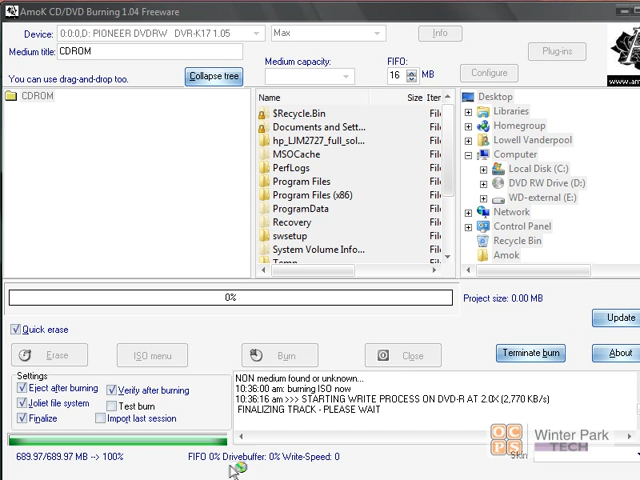 AmoK CD/DVD Burning 1.04 Freeware
Device: 0:0:0,D: PIONEER DVDRW DVR-K17 1.05 Max Info
Medium title: CDROM
Plug-ins
You can use drag-and-drop too. Collapse tree
Medium capacity: FIFO: 16 MB Configure
CDROM
Name Size
$Recycle.Bin
Documents and Sett...
hp_LJM2727_full_sol...
MSOCache
PerfLogs
Program Files
Program Files (x86)
ProgramData
Recovery
swsetup
System Volume Info...
Temp
Desktop
Libraries
Homegroup
Lowell Vanderpool
Computer
Local Disk (C:)
DVD RW Drive (D:)
WD-external (E:)
Network
Control Panel
Recycle Bin
Amok
0% Project size: 0.00 MB
Update
Quick erase
Erase ISO menu Burn Close Terminate burn About
Settings
Eject after burning Verify after burning
Joliet file system Test burn
Finalize Import last session
NON medium found or unknown...
10:36:00 am: burning ISO now
10:36:16 am >>> STARTING WRITE PROCESS ON DVD-R AT 2.0X (2,770 KB/s)
FINALIZING TRACK - PLEASE WAIT
689.97/689.97 MB --> 100% FIFO 0% Drivebuffer: 0% Write-Speed: 0
OCPS Winter Park TECH
Skin